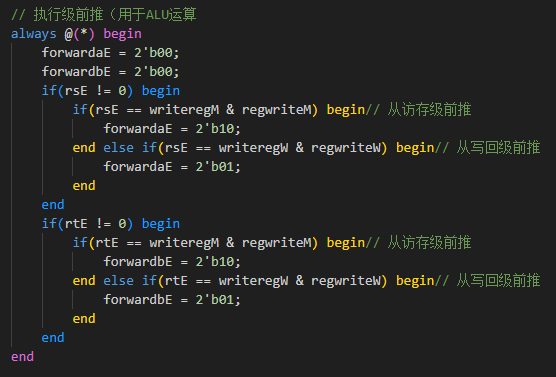 // 执行级前推（用于ALU运算
always @(*) begin
    forwardaE = 2'b00;
    forwardbE = 2'b00;
    if(rsE != 0) begin
        if(rsE == writeregM & regwriteM) begin// 从访存级前推
            forwardaE = 2'b10;
        end else if(rsE == writeregW & regwriteW) begin// 从写回级前推
            forwardaE = 2'b01;
        end
    end
    if(rtE != 0) begin
        if(rtE == writeregM & regwriteM) begin// 从访存级前推
            forwardbE = 2'b10;
        end else if(rtE == writeregW & regwriteW) begin// 从写回级前推
            forwardbE = 2'b01;
        end
    end
end